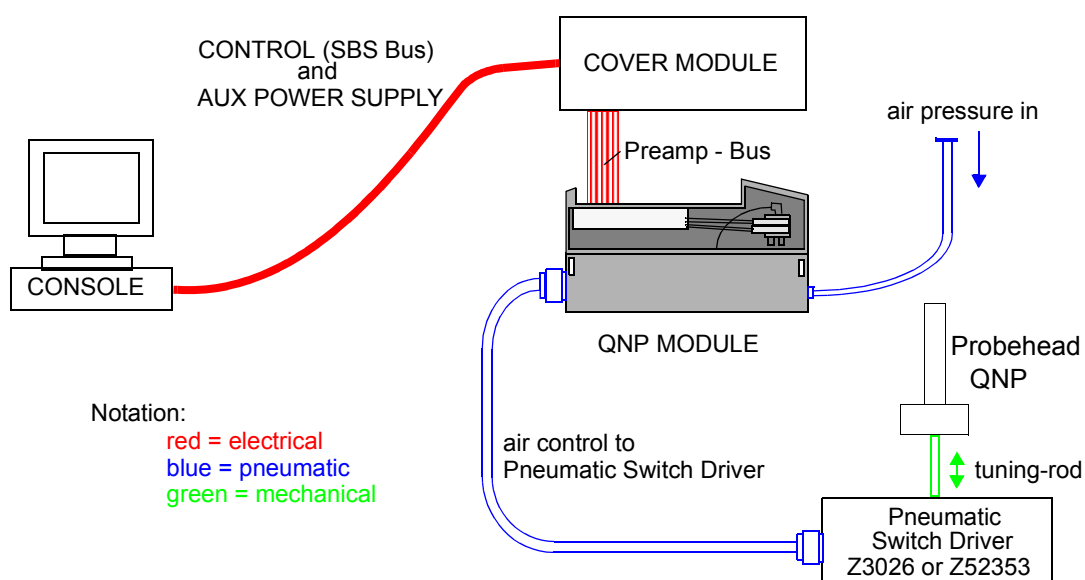 CONTROL (SBS Bus)
and
AUX POWER SUPPLY
COVER MODULE
air pressure in
Preamp - Bus
CONSOLE
QNP MODULE
Probehead
QNP
Notation:
red = electrical
blue = pneumatic
green = mechanical
air control to
Pneumatic Switch Driver
tuning-rod
Pneumatic
Switch Driver
Z3026 or Z52353